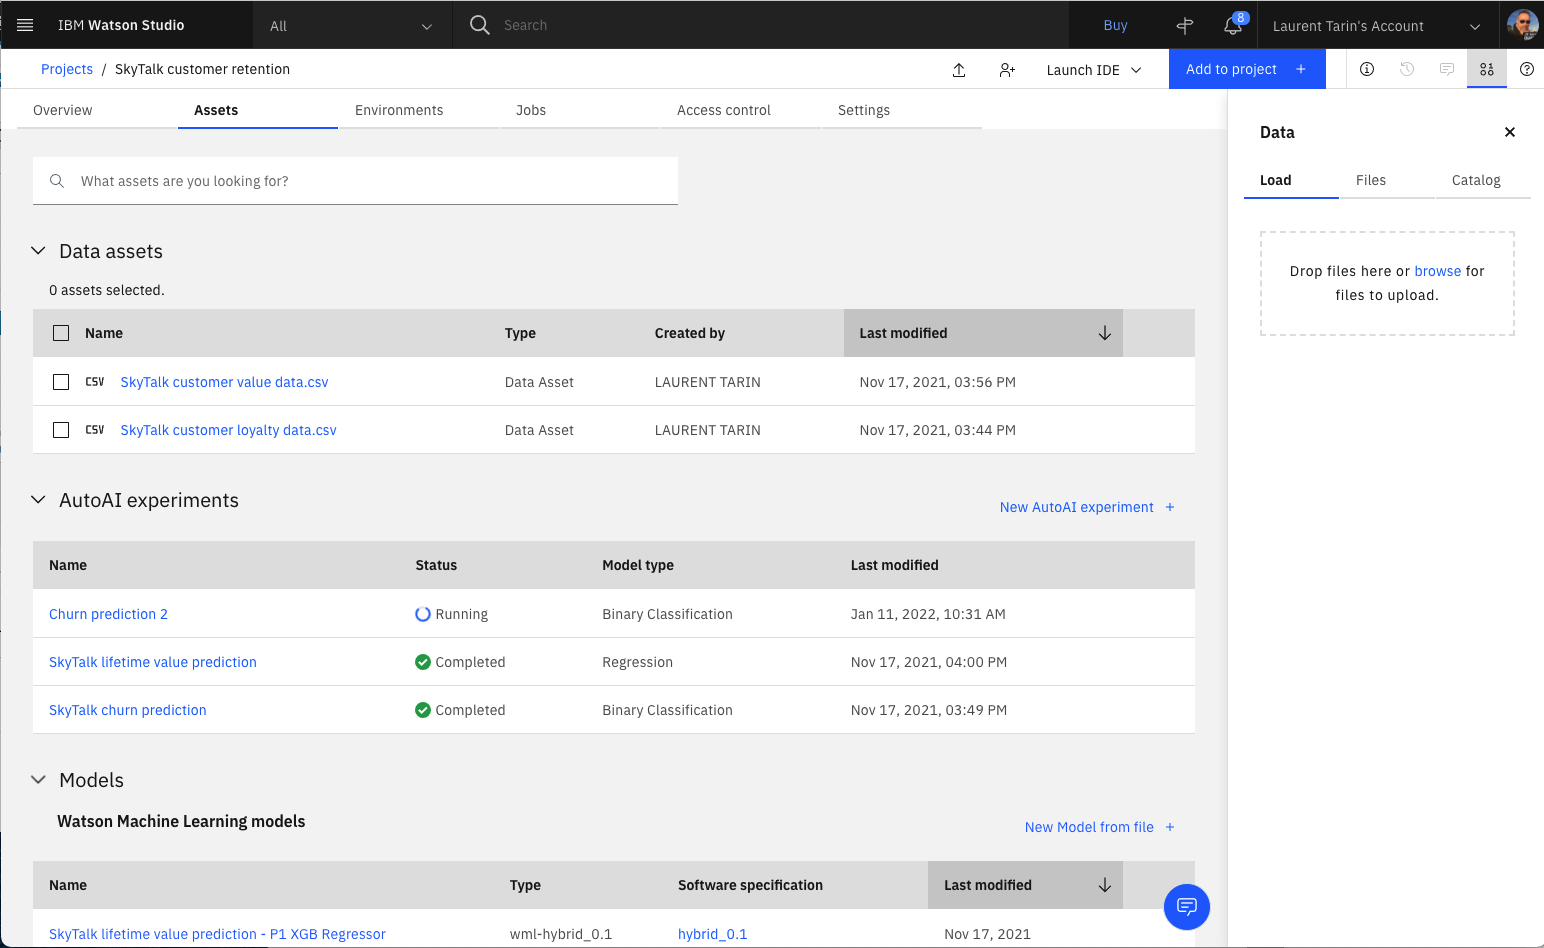 IBM Watson Studio All Search Buy 8 Laurent Tarin's Account
Projects / SkyTalk customer retention Launch IDE Add to project +
Overview Assets Environments Jobs Access control Settings
What assets are you looking for?
Data assets
0 assets selected.
Name Type Created by Last modified
CSV SkyTalk customer value data.csv Data Asset LAURENT TARIN Nov 17, 2021, 03:56 PM
CSV SkyTalk customer loyalty data.csv Data Asset LAURENT TARIN Nov 17, 2021, 03:44 PM
AutoAI experiments
New AutoAI experiment +
Name Status Model type Last modified
Churn prediction 2 Running Binary Classification Jan 11, 2022, 10:31 AM
SkyTalk lifetime value prediction Completed Regression Nov 17, 2021, 04:00 PM
SkyTalk churn prediction Completed Binary Classification Nov 17, 2021, 03:49 PM
Models
Watson Machine Learning models
New Model from file +
Name Type Software specification Last modified
SkyTalk lifetime value prediction - P1 XGB Regressor wml-hybrid_0.1 hybrid_0.1 Nov 17, 2021
Data
Load Files Catalog
Drop files here or browse for
files to upload.